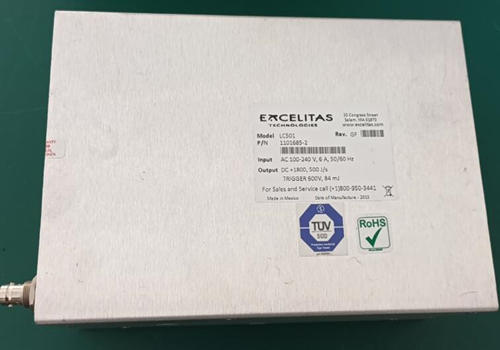 EXCELITAS
TECHNOLOGIES
35 Congress Street
Salem, MA 01970
www.excelitas.com
Model LC501 Rev. GF
P/N 1101685-2
Input AC 100-240 V, 6 A, 50/60 Hz
Output DC +1800, 500 J/s
TRIGGER 600V, 84 mJ
For Sales and Service call (+1)800-950-3441
Made in Mexico Date of Manufacture - 2013
TÜV
SÜD
RoHS